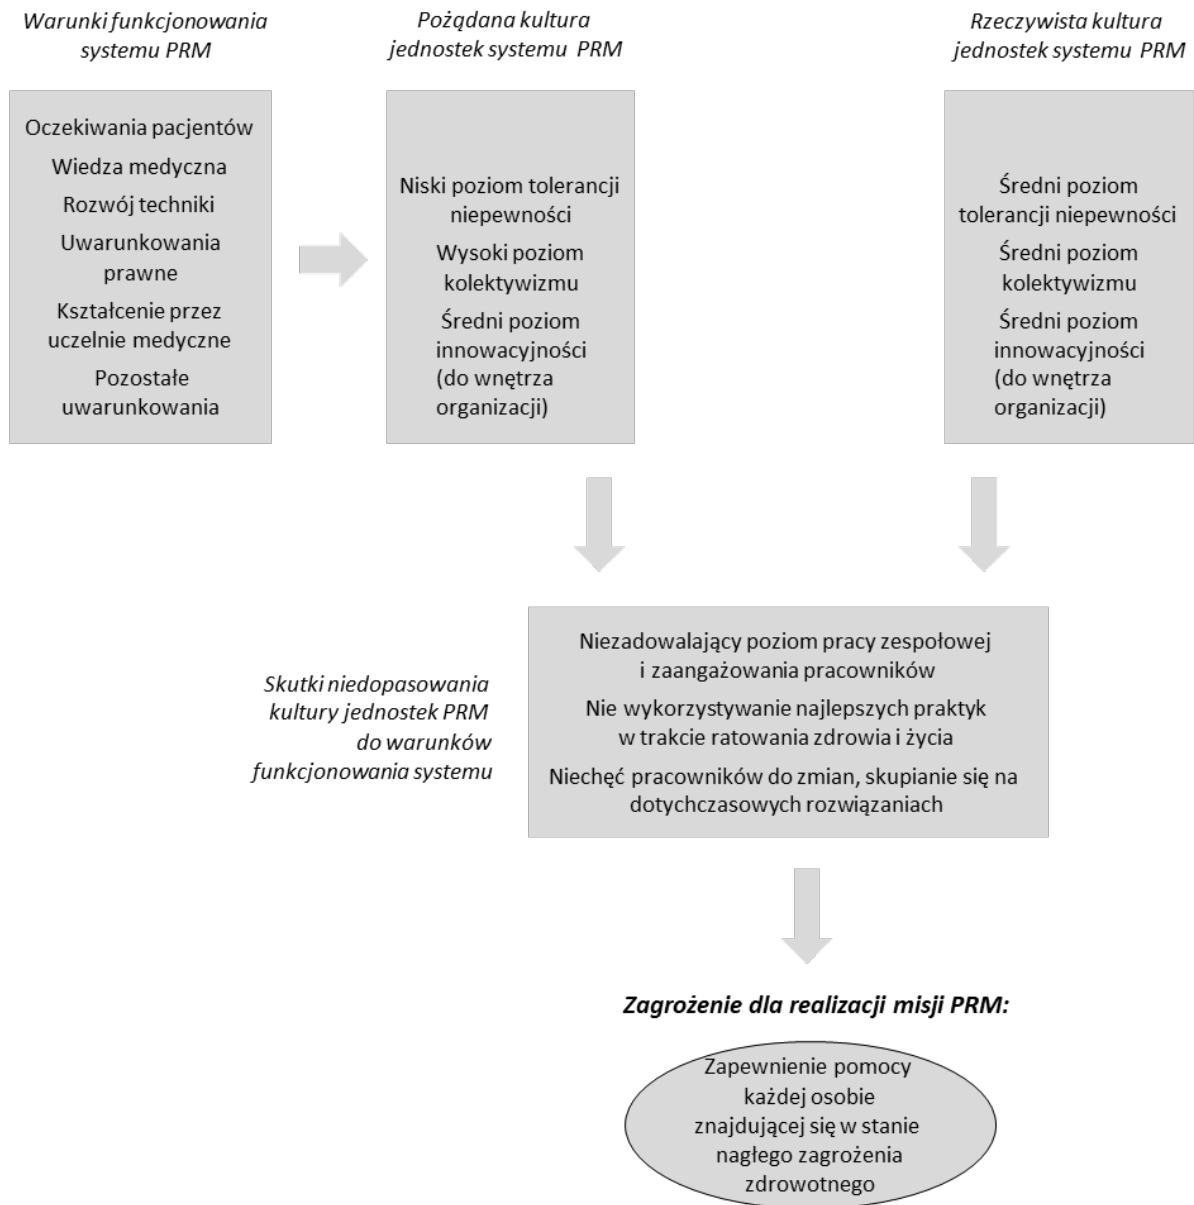 Warunki funkcjonowania
systemu PRM
Pożądana kultura
jednostek systemu PRM
Rzeczywista kultura
jednostek systemu PRM
Oczekiwania pacjentów
Wiedza medyczna
Rozwój techniki
Uwarunkowania
prawne
Kształcenie przez
uczelnie medyczne
Pozostałe
uwarunkowania
Niski poziom tolerancji
niepewności
Wysoki poziom
kolektywizmu
Średni poziom
innowacyjności
(do wnętrza
organizacji)
Średni poziom
tolerancji niepewności
Średni poziom
kolektywizmu
Średni poziom
innowacyjności
(do wnętrza
organizacji)
Skutki niedopasowania
kultury jednostek PRM
do warunków
funkcjonowania systemu
Niezadowalający poziom pracy zespołowej
i zaangażowania pracowników
Nie wykorzystywanie najlepszych praktyk
w trakcie ratowania zdrowia i życia
Niechęć pracowników do zmian, skupianie się na
dotychczasowych rozwiązaniach
Zagrożenie dla realizacji misji PRM:
Zapewnienie pomocy
każdej osobie
znajdującej się w stanie
nagłego zagrożenia
zdrowotnego